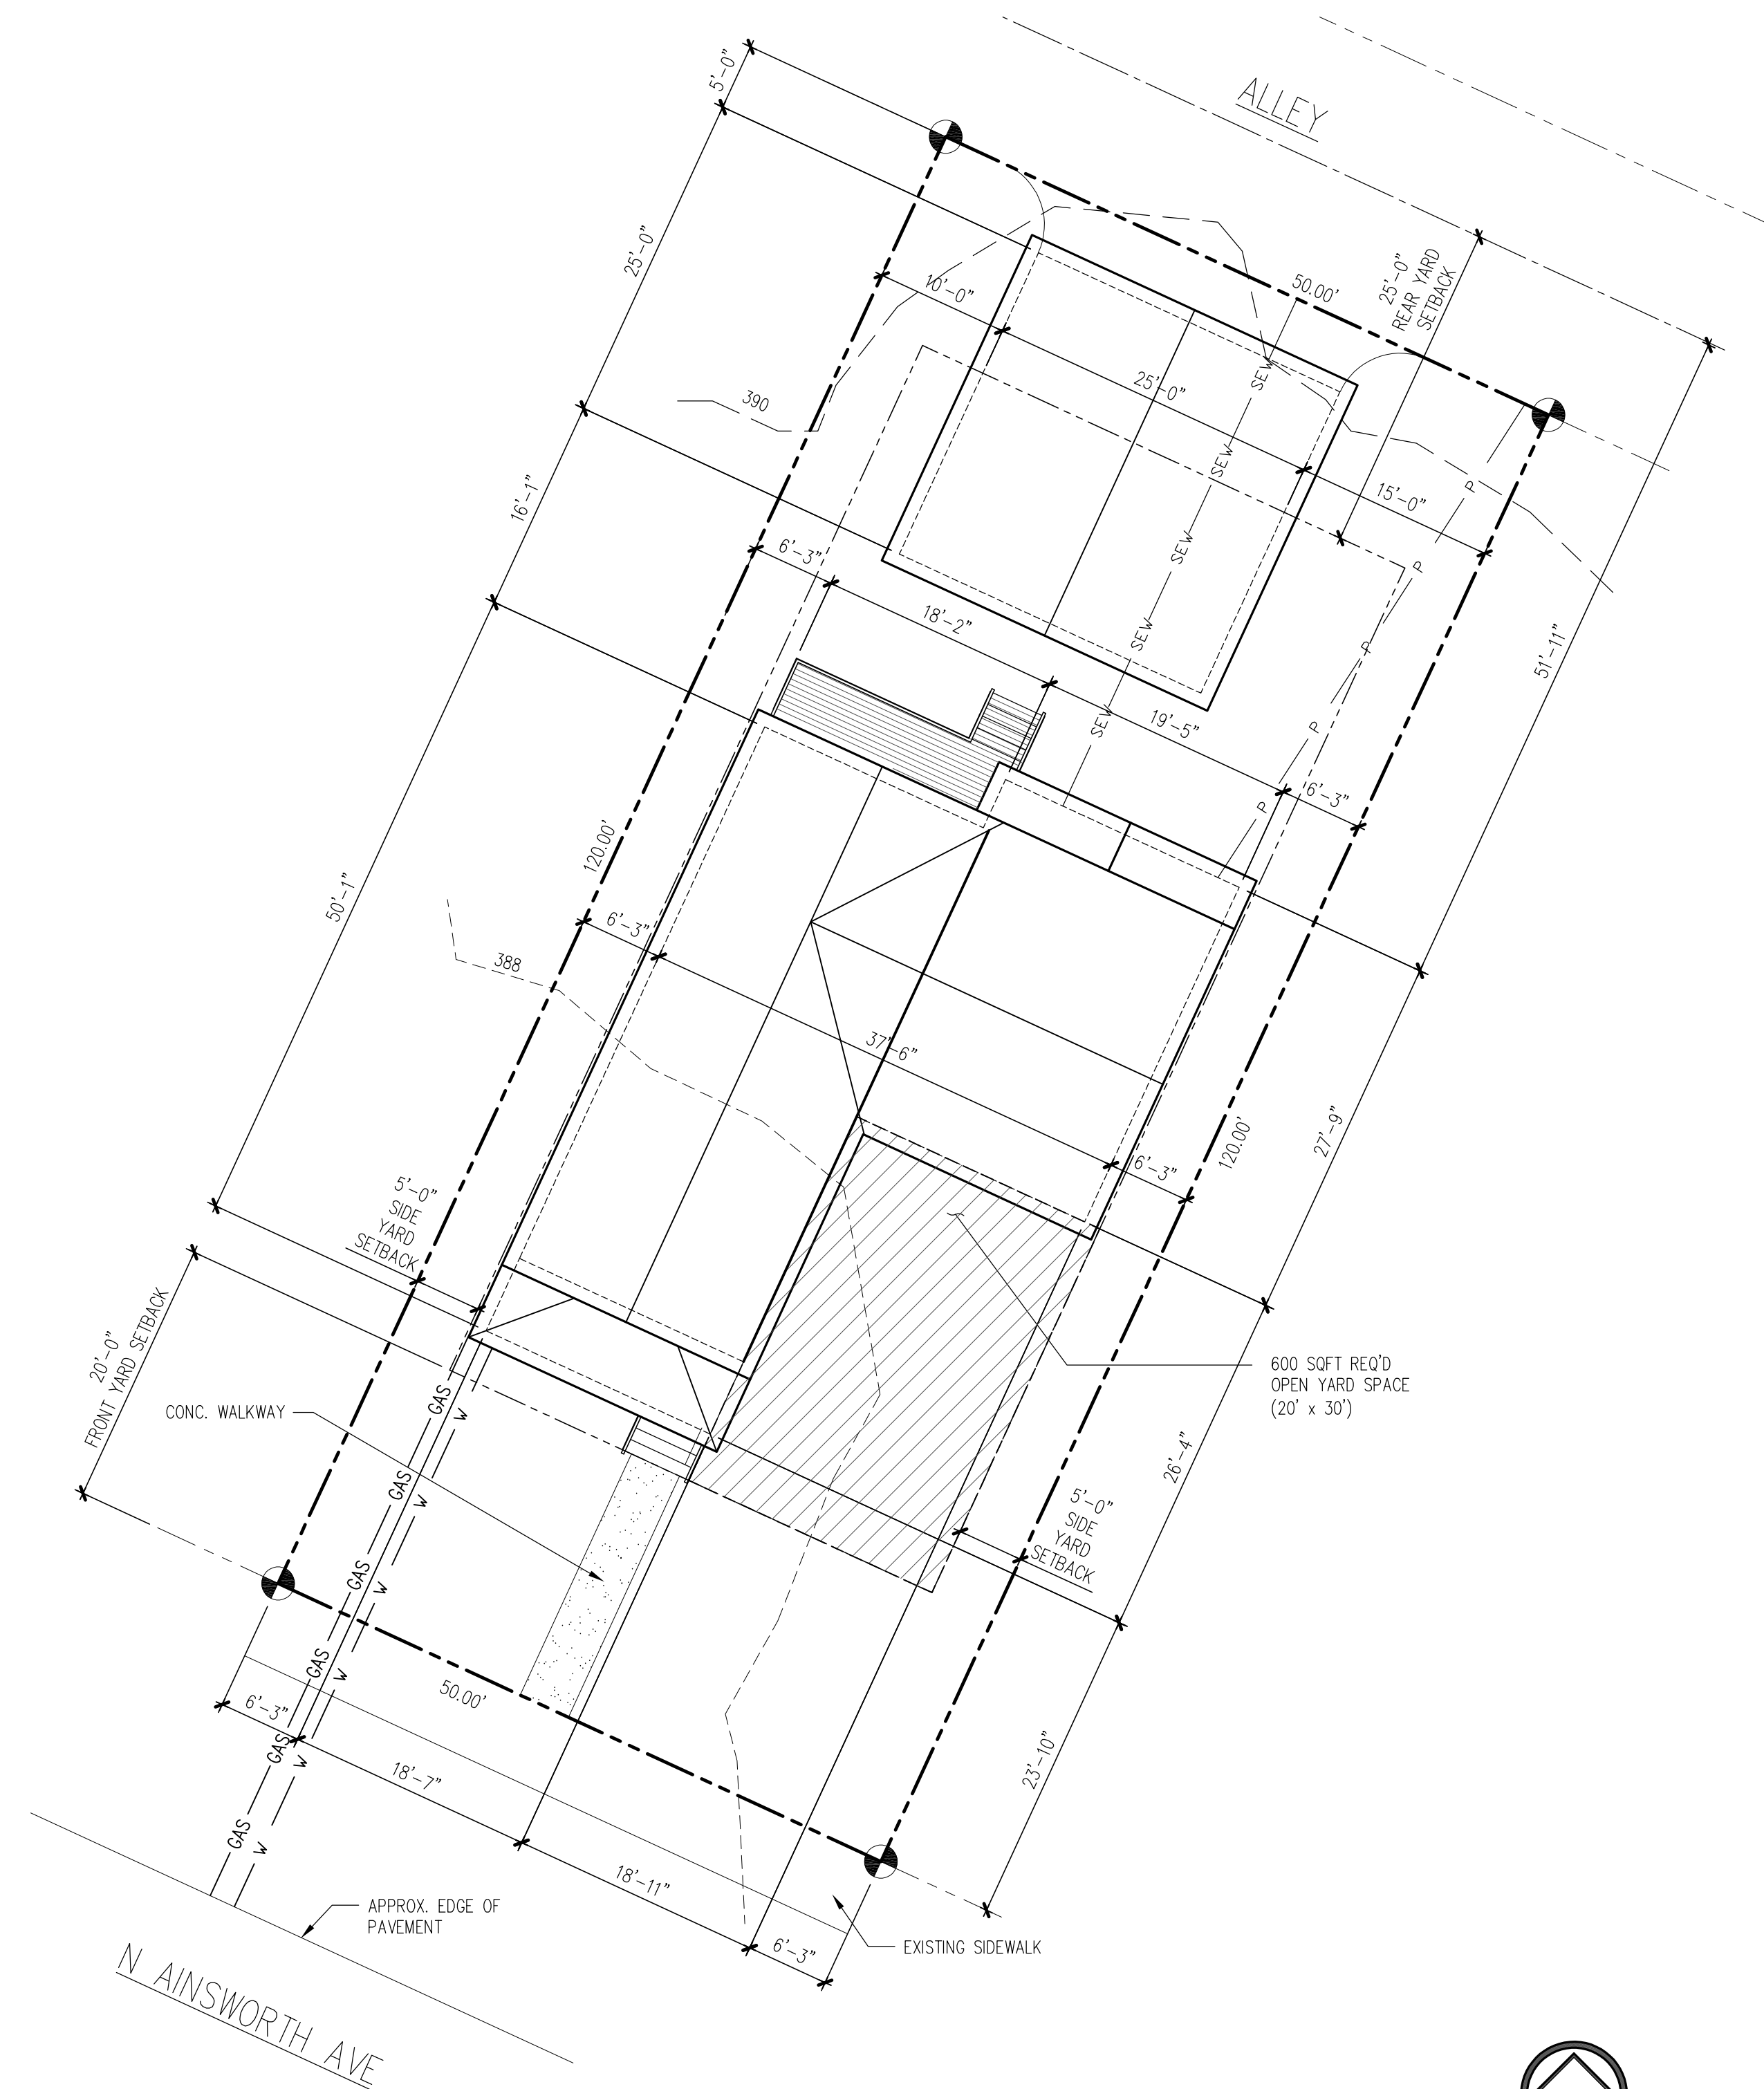 ALLEY
5'-0"
25'-0"
25'-0"
REAR YARD
SETBACK
50.00'
10'-0"
25'-0"
SEW
390
SEW
15'-0"
P
16'-1"
6'-3"
SEW
P
18'-2"
SEW
P
51'-11"
SEW
19'-5"
P
6'-3"
P
120.00'
50'-1"
6'-3"
388
37'-6"
27'-9"
120.00'
6'-3"
5'-0"
SIDE
YARD
SETBACK
20'-0"
FRONT YARD SETBACK
CONC. WALKWAY
600 SQFT REQ'D
OPEN YARD SPACE
(20' x 30')
GAS
W
26'-4"
GAS
W
5'-0"
SIDE
YARD
SETBACK
GAS
W
GAS
W
50.00'
6'-3"
GAS
W
18'-7"
23'-10"
GAS
W
18'-11"
APPROX. EDGE OF
PAVEMENT
EXISTING SIDEWALK
6'-3"
N AINSWORTH AVE